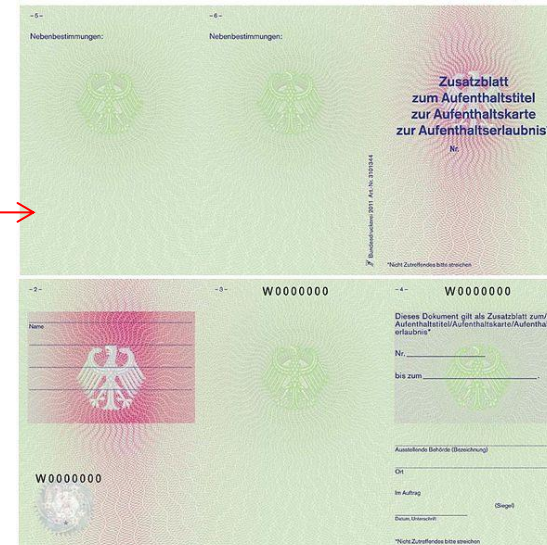 -5-
Nebenbestimmungen:
-6-
Nebenbestimmungen:
Zusatzblatt
zum Aufenthaltstitel
zur Aufenthaltskarte
zur Aufenthaltserlaubnis
Nr.
Bundesdruckerei 2011 Art.-Nr. 3101344
*Nicht Zutreffendes bitte streichen
-2-
Name
W0000000
-3-
W0000000
-4-
W0000000
Dieses Dokument gilt als Zusatzblatt zum/
Aufenthaltstitel/Aufenthaltskarte/Aufentha
erlaubnis*
Nr.
bis zum
.
Ausstellende Behörde (Bezeichnung)
Ort
Im Auftrag
(Siegel)
Datum, Unterschrift
*Nicht Zutreffendes bitte streichen